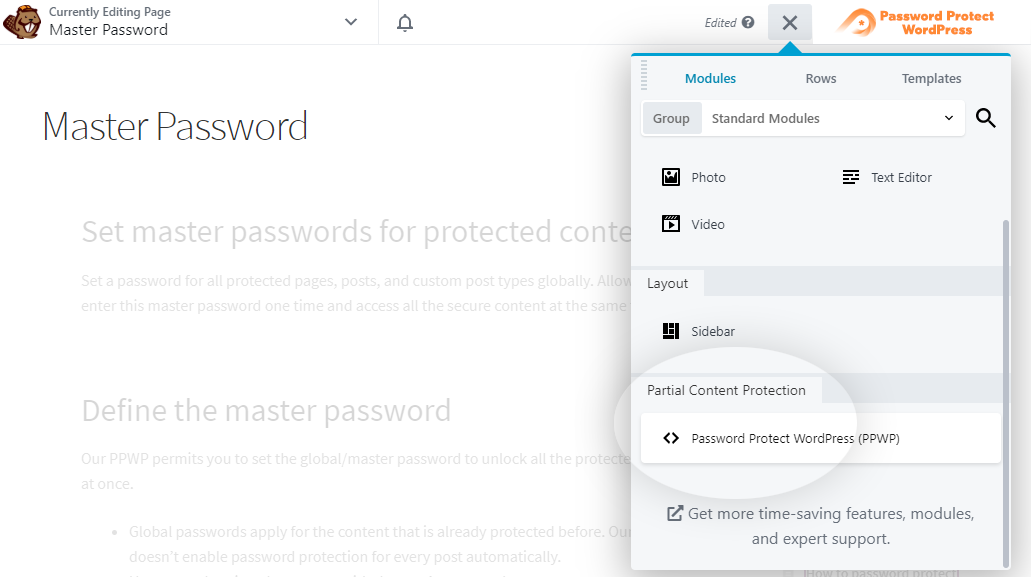 Currently Editing Page
Master Password
Edited
Password Protect
WordPress
Master Password
Set master passwords for protected conte
Set a password for all protected pages, posts, and custom post types globally. Allow
enter this master password one time and access all the secure content at the same
Define the master password
Our PPWP permits you to set the global/master password to unlock all the protecte
at once.
Global passwords apply for the content that is already protected before. Our
doesn't enable password protection for every post automatically.
Modules
Rows
Templates
Group
Standard Modules
Photo
Text Editor
Video
Layout
Sidebar
Partial Content Protection
Password Protect WordPress (PPWP)
Get more time-saving features, modules,
and expert support.